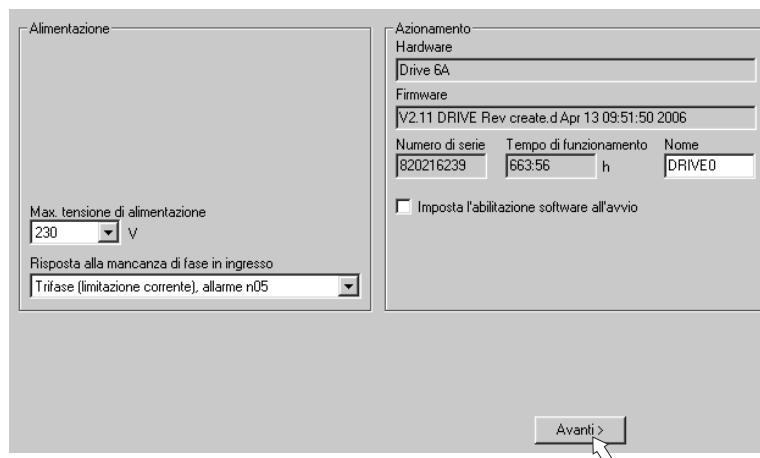 Alimentazione
Max. tensione di alimentazione
230 V
Risposta alla mancanza di fase in ingresso
Trifase (limitazione corrente), allarme n05
Azionamento
Hardware
Drive 6A
Firmware
V2.11 DRIVE Rev create.d Apr 13 09:51:50 2006
Numero di serie Tempo di funzionamento Nome
820216239 663:56 h DRIVE0
Imposta l'abilitazione software all'avvio
Avanti >